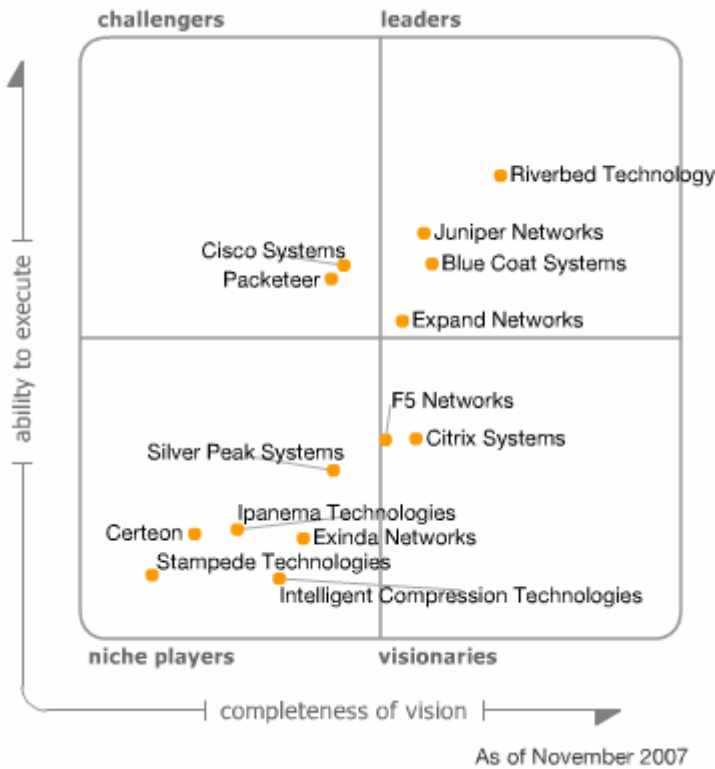 challengers
leaders
Riverbed Technology
Juniper Networks
Cisco Systems
Blue Coat Systems
Packeteer
Expand Networks
ability to execute
F5 Networks
Citrix Systems
Silver Peak Systems
Ipanema Technologies
Certeon
Exinda Networks
Stampede Technologies
Intelligent Compression Technologies
niche players
visionaries
completeness of vision
As of November 2007